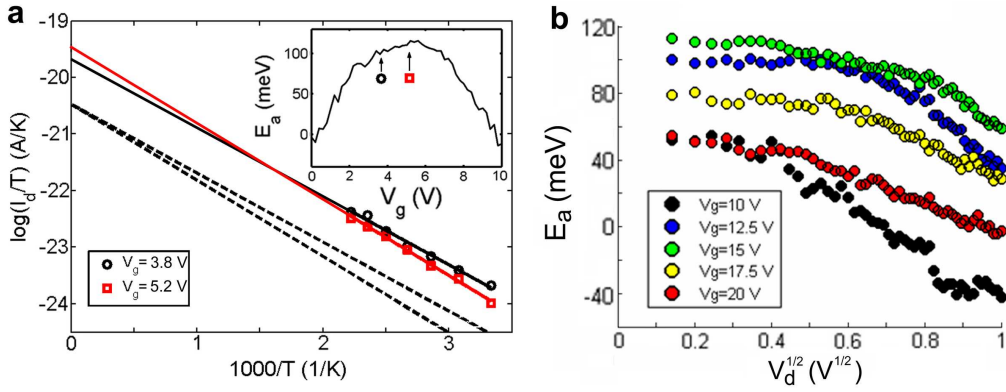 a
log(I_d/T) (A/K)
-19
-20
-21
-22
-23
-24
0
1
2
3
1000/T (1/K)
V_g = 3.8 V
V_g = 5.2 V
E_a (meV)
100
50
0
0 2 4 6 8 10
V_g (V)
b
E_a (meV)
120
80
40
0
-40
0 0.2 0.4 0.6 0.8 1
V_d^{1/2} (V^{1/2})
Vg=10 V
Vg=12.5 V
Vg=15 V
Vg=17.5 V
Vg=20 V